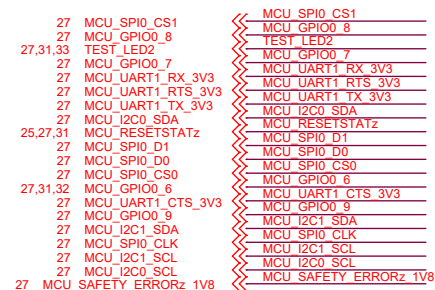 27 MCU_SPI0_CS1 MCU_SPI0_CS1
27 MCU_GPIO0_8 MCU_GPIO0_8
27,31,33 TEST_LED2 TEST_LED2
27 MCU_GPIO0_7 MCU_GPIO0_7
27 MCU_UART1_RX_3V3 MCU_UART1_RX_3V3
27 MCU_UART1_RTS_3V3 MCU_UART1_RTS_3V3
27 MCU_UART1_TX_3V3 MCU_UART1_TX_3V3
27 MCU_I2C0_SDA MCU_I2C0_SDA
25,27,31 MCU_RESETSTATz MCU_RESETSTATz
27 MCU_SPI0_D1 MCU_SPI0_D1
27 MCU_SPI0_D0 MCU_SPI0_D0
27 MCU_SPI0_CS0 MCU_SPI0_CS0
27,31,32 MCU_GPIO0_6 MCU_GPIO0_6
27 MCU_UART1_CTS_3V3 MCU_UART1_CTS_3V3
27 MCU_GPIO0_9 MCU_GPIO0_9
27 MCU_I2C1_SDA MCU_I2C1_SDA
27 MCU_SPI0_CLK MCU_SPI0_CLK
27 MCU_I2C1_SCL MCU_I2C1_SCL
27 MCU_I2C0_SCL MCU_I2C0_SCL
27 MCU_SAFETY_ERRORz_1V8 MCU_SAFETY_ERRORz_1V8